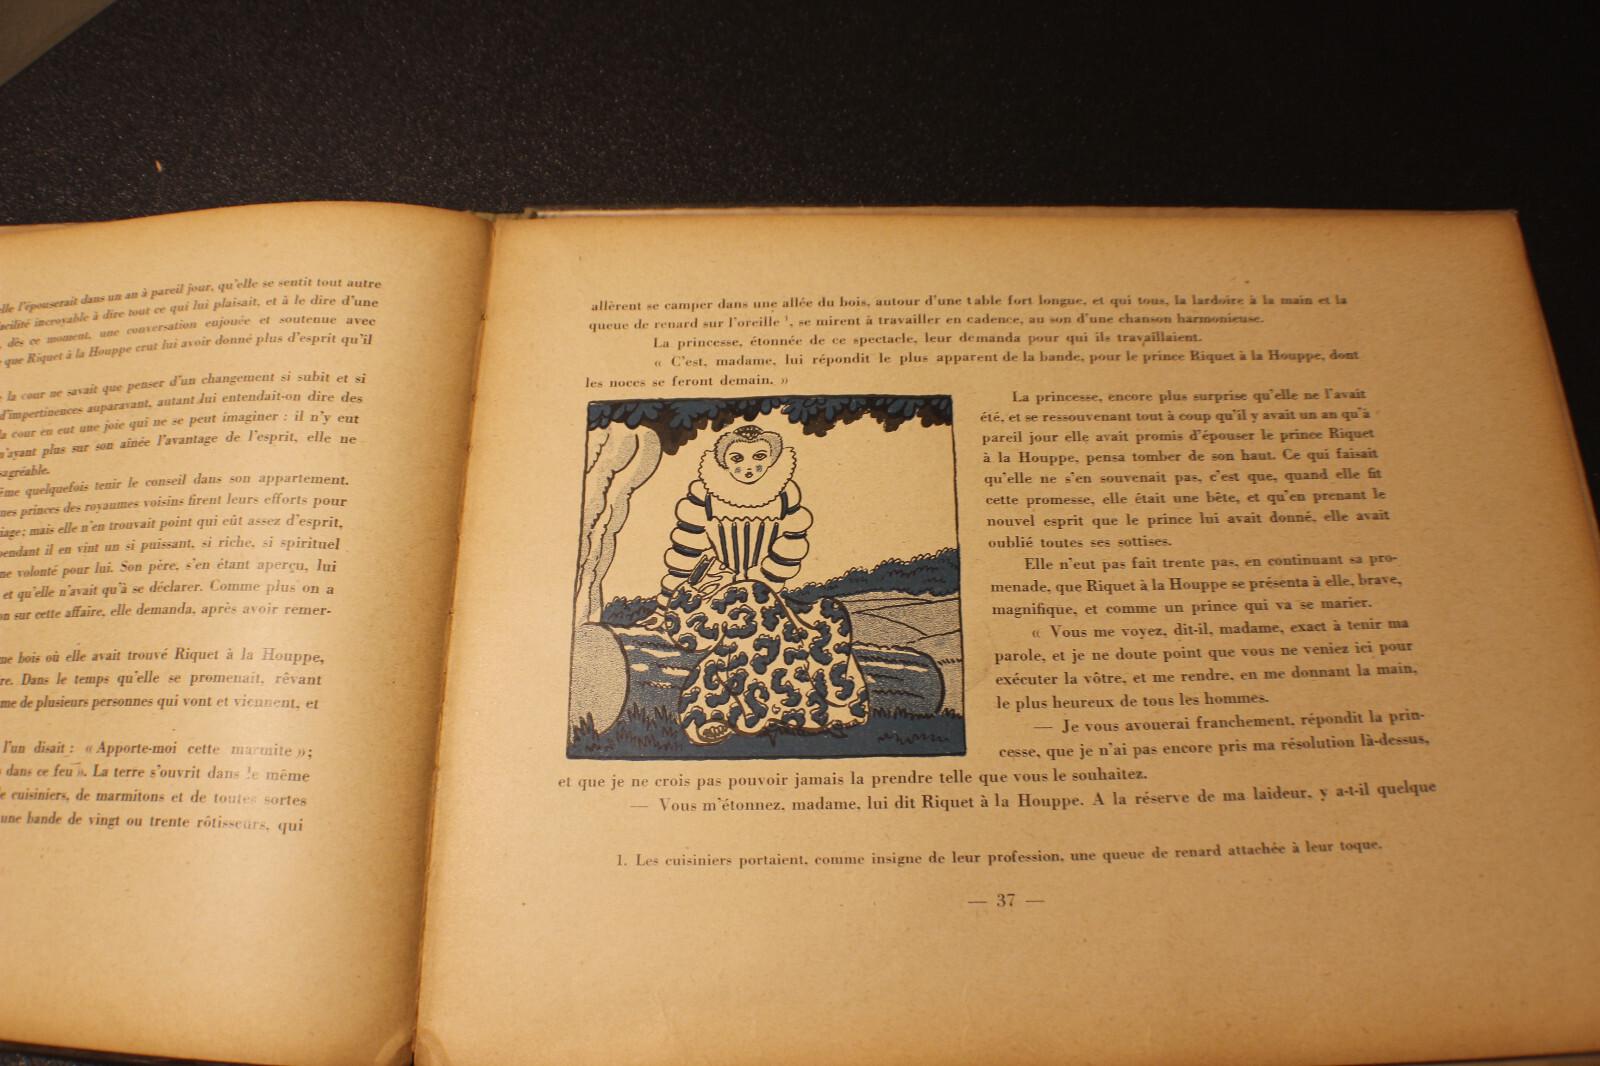 elle l'épouserait dans un an à pareil jour, qu'elle se sentit tout autre
facilité incroyable à dire tout ce qui lui plaisait, et à le dire d'une
, dès ce moment, une conversation enjouée et soutenue avec
que Riquet à la Houppe crut lui avoir donné plus d'esprit qu'il
la cour ne savait que penser d'un changement si subit et si
d'impertinences auparavant, autant lui entendait-on dire des
la cour en eut une joie qui ne se peut imaginer : il n'y eut
n'ayant plus sur son aînée l'avantage de l'esprit, elle ne
sagréable.
ême quelquefois tenir le conseil dans son appartement.
nes princes des royaumes voisins firent leurs efforts pour
iage; mais elle n'en trouvait point qui eût assez d'esprit,
pendant il en vint un si puissant, si riche, si spirituel
ne volonté pour lui. Son père, s'en étant aperçu, lui
et qu'elle n'avait qu'à se déclarer. Comme plus on a
on sur cette affaire, elle demanda, après avoir remer-
me bois où elle avait trouvé Riquet à la Houppe,
re. Dans le temps qu'elle se promenait, rêvant
me de plusieurs personnes qui vont et viennent, et
l'un disait : « Apporte-moi cette marmite »;
dans ce feu ». La terre s'ouvrit dans le même
e cuisiniers, de marmitons et de toutes sortes
une bande de vingt ou trente rôtisseurs, qui
allèrent se camper dans une allée du bois, autour d'une table fort longue, et qui tous, la lardoire à la main et la
queue de renard sur l'oreille ¹, se mirent à travailler en cadence, au son d'une chanson harmonieuse.
La princesse, étonnée de ce spectacle, leur demanda pour qui ils travaillaient.
« C'est, madame, lui répondit le plus apparent de la bande, pour le prince Riquet à la Houppe, dont
les noces se feront demain. »
La princesse, encore plus surprise qu'elle ne l'avait
été, et se ressouvenant tout à coup qu'il y avait un an qu'à
pareil jour elle avait promis d'épouser le prince Riquet
à la Houppe, pensa tomber de son haut. Ce qui faisait
qu'elle ne s'en souvenait pas, c'est que, quand elle fit
cette promesse, elle était une bête, et qu'en prenant le
nouvel esprit que le prince lui avait donné, elle avait
oublié toutes ses sottises.
Elle n'eut pas fait trente pas, en continuant sa pro-
menade, que Riquet à la Houppe se présenta à elle, brave,
magnifique, et comme un prince qui va se marier.
« Vous me voyez, dit-il, madame, exact à tenir ma
parole, et je ne doute point que vous ne veniez ici pour
exécuter la vôtre, et me rendre, en me donnant la main,
le plus heureux de tous les hommes.
— Je vous avouerai franchement, répondit la prin-
cesse, que je n'ai pas encore pris ma résolution là-dessus,
et que je ne crois pas pouvoir jamais la prendre telle que vous le souhaitez.
— Vous m'étonnez, madame, lui dit Riquet à la Houppe. A la réserve de ma laideur, y a-t-il quelque
1. Les cuisiniers portaient, comme insigne de leur profession, une queue de renard attachée à leur toque.
— 37 —